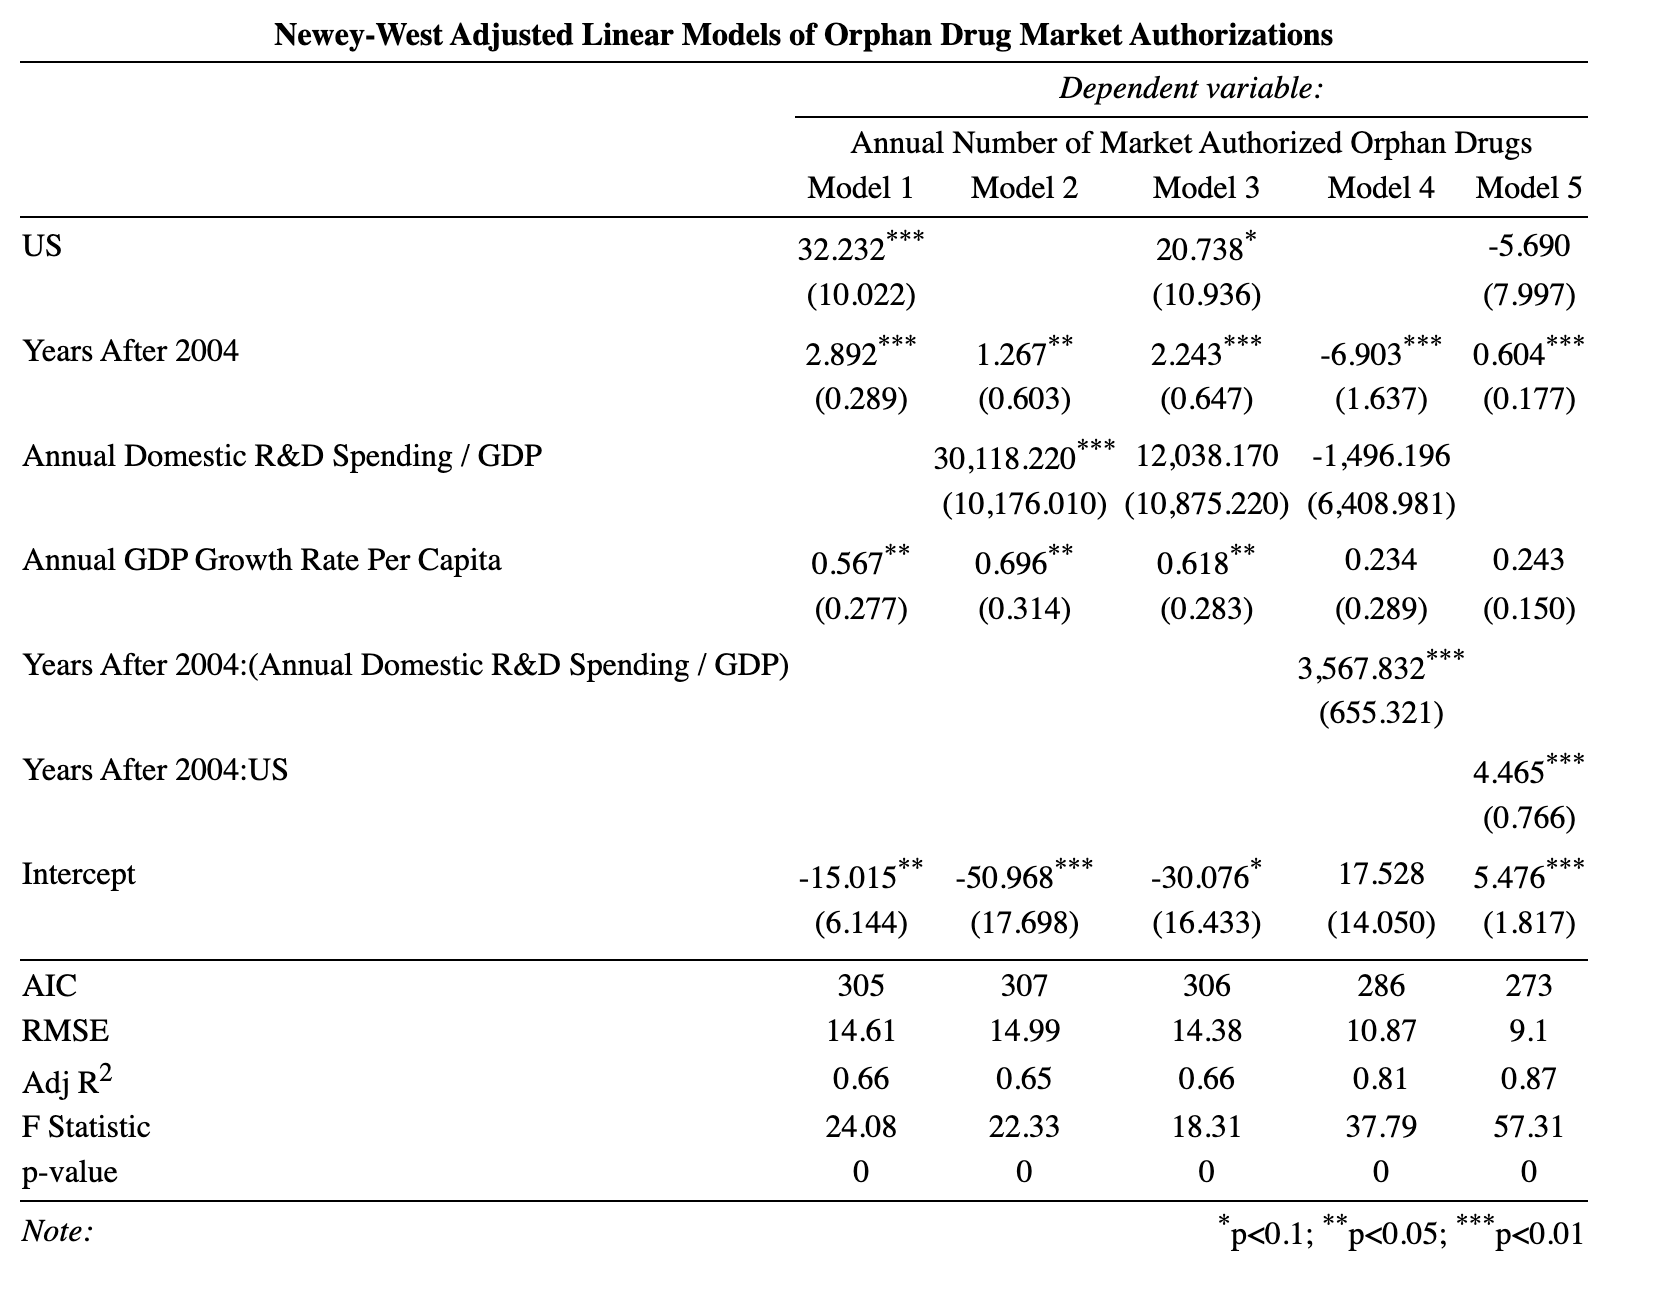 Newey-West Adjusted Linear Models of Orphan Drug Market Authorizations
Dependent variable:
Annual Number of Market Authorized Orphan Drugs
Model 1 Model 2 Model 3 Model 4 Model 5
US 32.232*** 20.738* -5.690
(10.022) (10.936) (7.997)
Years After 2004 2.892*** 1.267** 2.243*** -6.903*** 0.604***
(0.289) (0.603) (0.647) (1.637) (0.177)
Annual Domestic R&D Spending / GDP 30,118.220*** 12,038.170 -1,496.196
(10,176.010) (10,875.220) (6,408.981)
Annual GDP Growth Rate Per Capita 0.567** 0.696** 0.618** 0.234 0.243
(0.277) (0.314) (0.283) (0.289) (0.150)
Years After 2004:(Annual Domestic R&D Spending / GDP) 3,567.832***
(655.321)
Years After 2004:US 4.465***
(0.766)
Intercept -15.015** -50.968*** -30.076* 17.528 5.476***
(6.144) (17.698) (16.433) (14.050) (1.817)
AIC 305 307 306 286 273
RMSE 14.61 14.99 14.38 10.87 9.1
Adj R2 0.66 0.65 0.66 0.81 0.87
F Statistic 24.08 22.33 18.31 37.79 57.31
p-value 0 0 0 0 0
Note: *p<0.1; **p<0.05; ***p<0.01